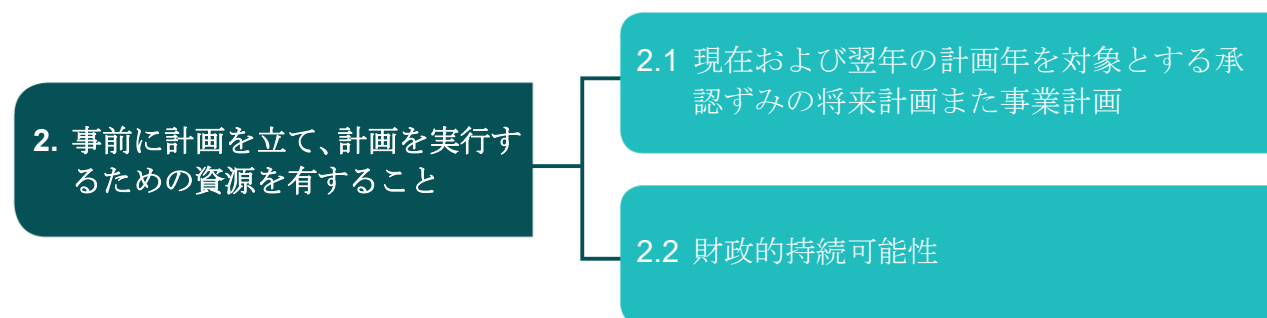 2. 事前に計画を立て、計画を実行す
るための資源を有すること
2.1 現在および翌年の計画年を対象とする承
認ずみの将来計画また事業計画
2.2 財政的持続可能性